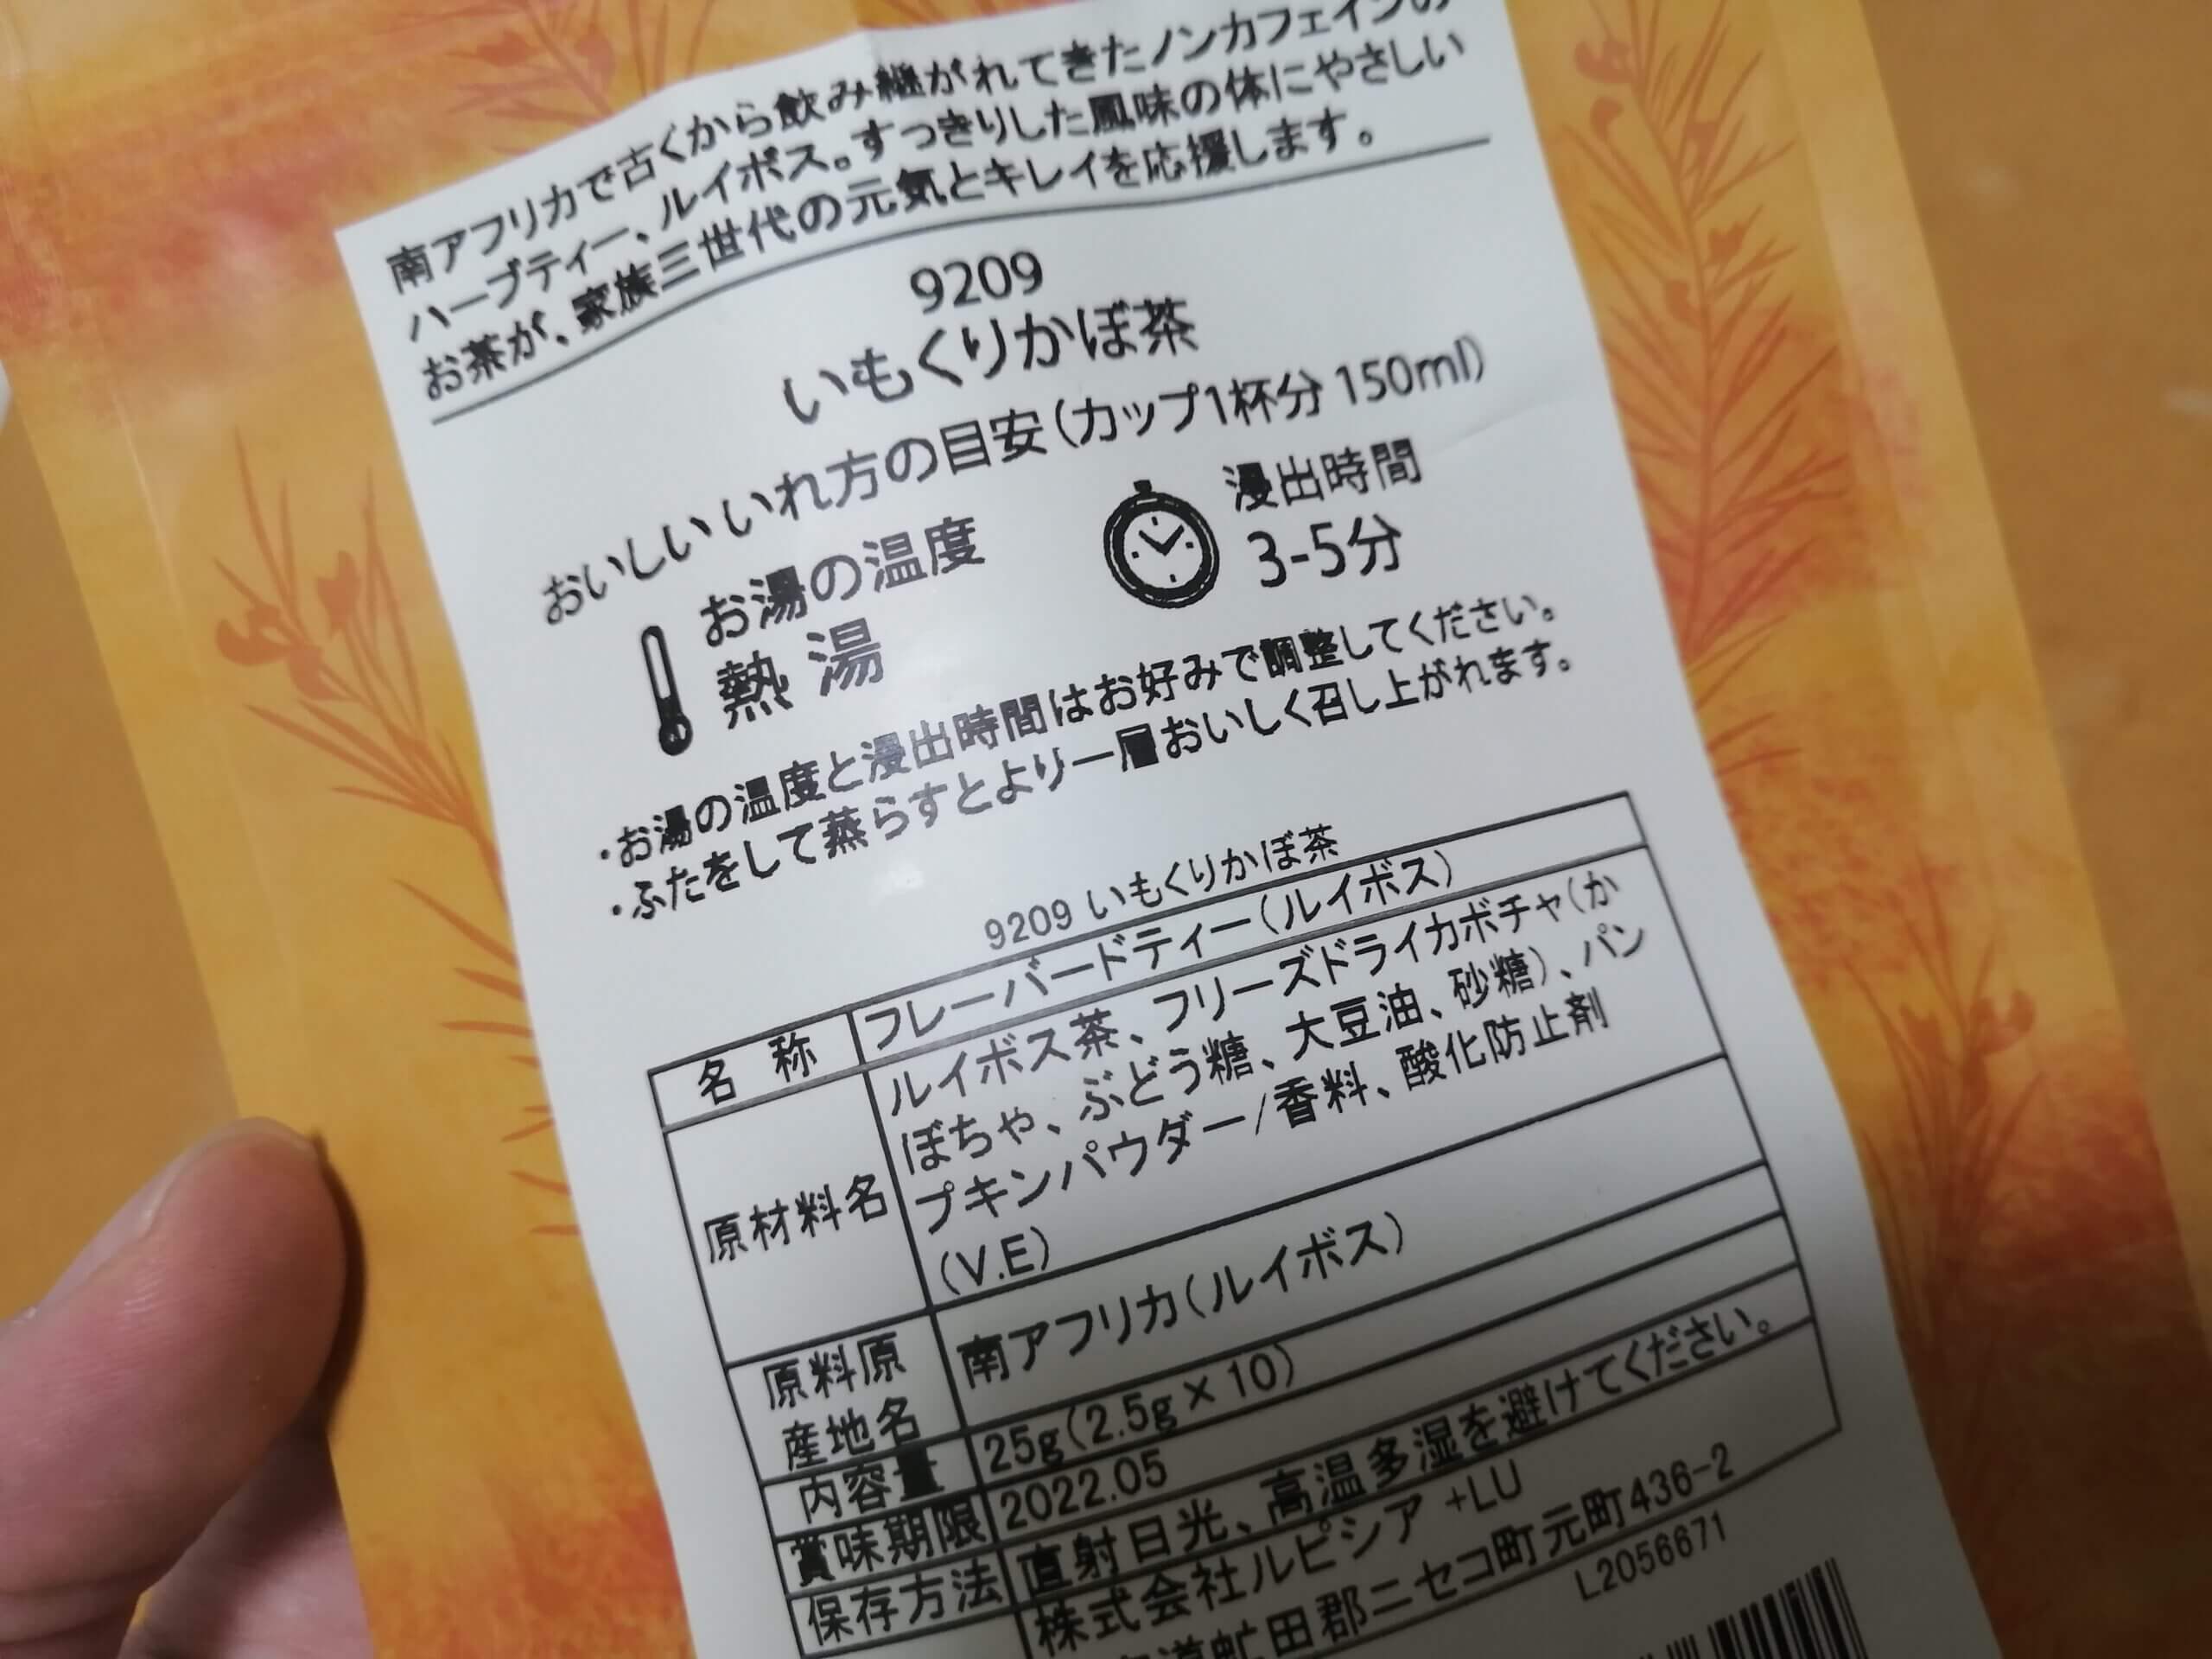 南アフリカで古くから飲み継がれてきたノンカフェインの
ハーブティー、ルイボス。すっきりした風味の体にやさしい
お茶が、家族三世代の元気とキレイを応援します。
9209
いもくりかぼ茶
おいしいいれ方の目安(カップ1杯分 150ml)
お湯の温度
熱湯
浸出時間
3-5分
・お湯の温度と浸出時間はお好みで調整してください。
・ふたをして蒸らすとより一層おいしく召し上がれます。
9209 いもくりかぼ茶
名称 フレーバードティー(ルイボス)
原材料名 ルイボス茶、フリーズドライカボチャ(か
ぼちゃ、ぶどう糖、大豆油、砂糖)、パン
プキンパウダー/香料、酸化防止剤
(V.E)
原料原
産地名 南アフリカ(ルイボス)
内容量 25g(2.5g×10)
賞味期限 2022.05
保存方法 直射日光、高温多湿を避けてください。
株式会社ルピシア +LU
道虻田郡ニセコ町元町436-2
L2056671